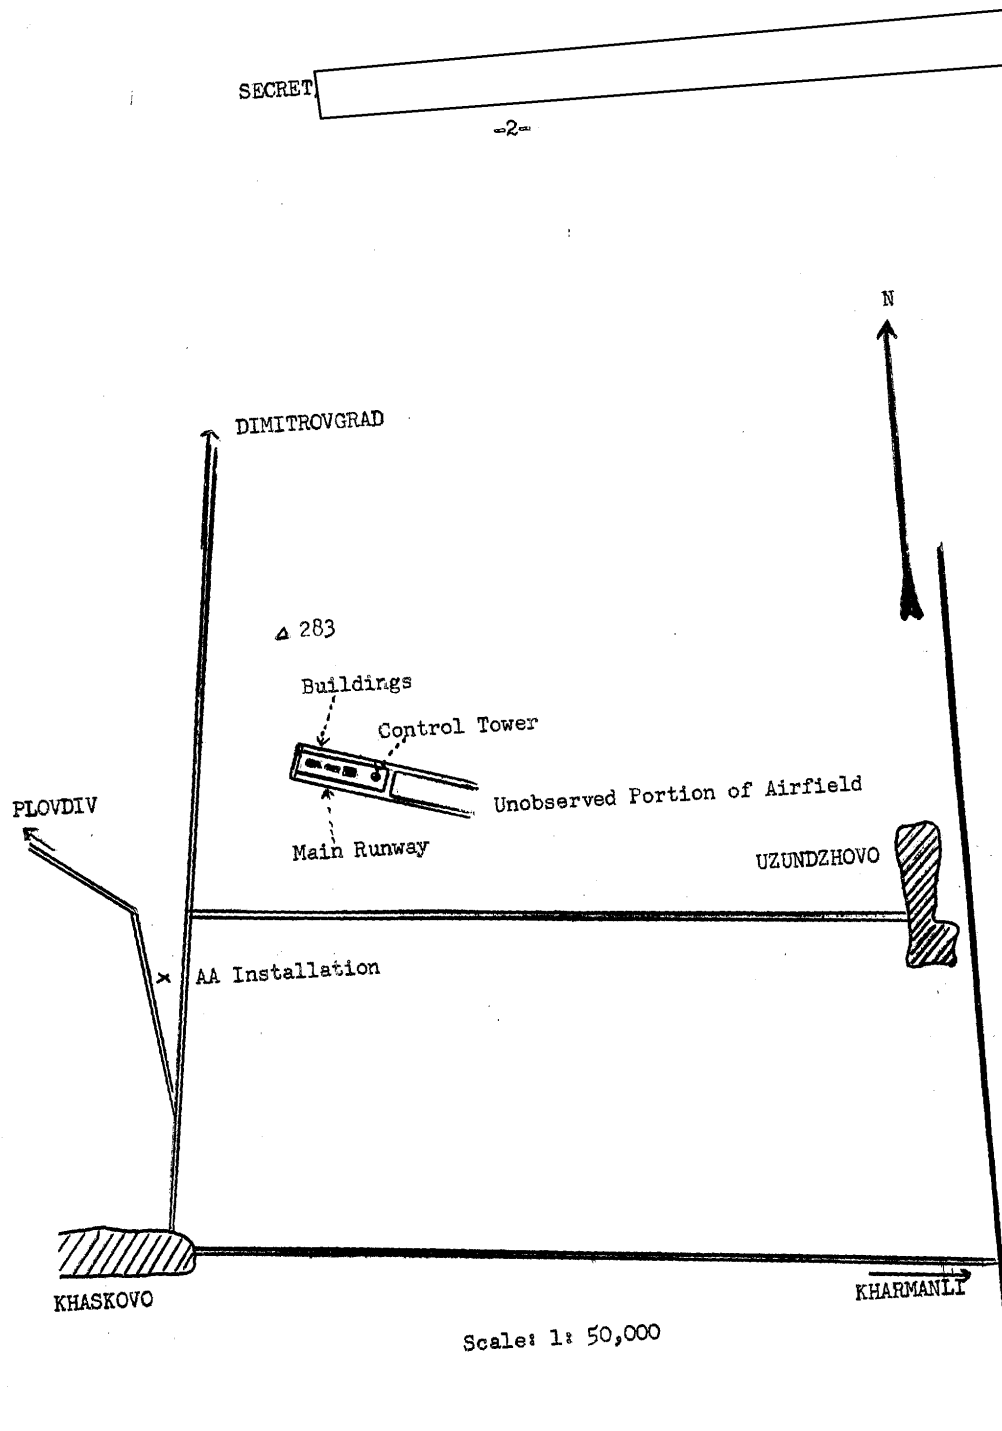 SECRET
-2-
N
DIMITROVGRAD
283
Buildings
Control Tower
Unobserved Portion of Airfield
PLOVDIV
Main Runway
UZUNDZHOVO
x AA Installation
KHASKOVO
KHARMANLI
Scale: 1: 50,000